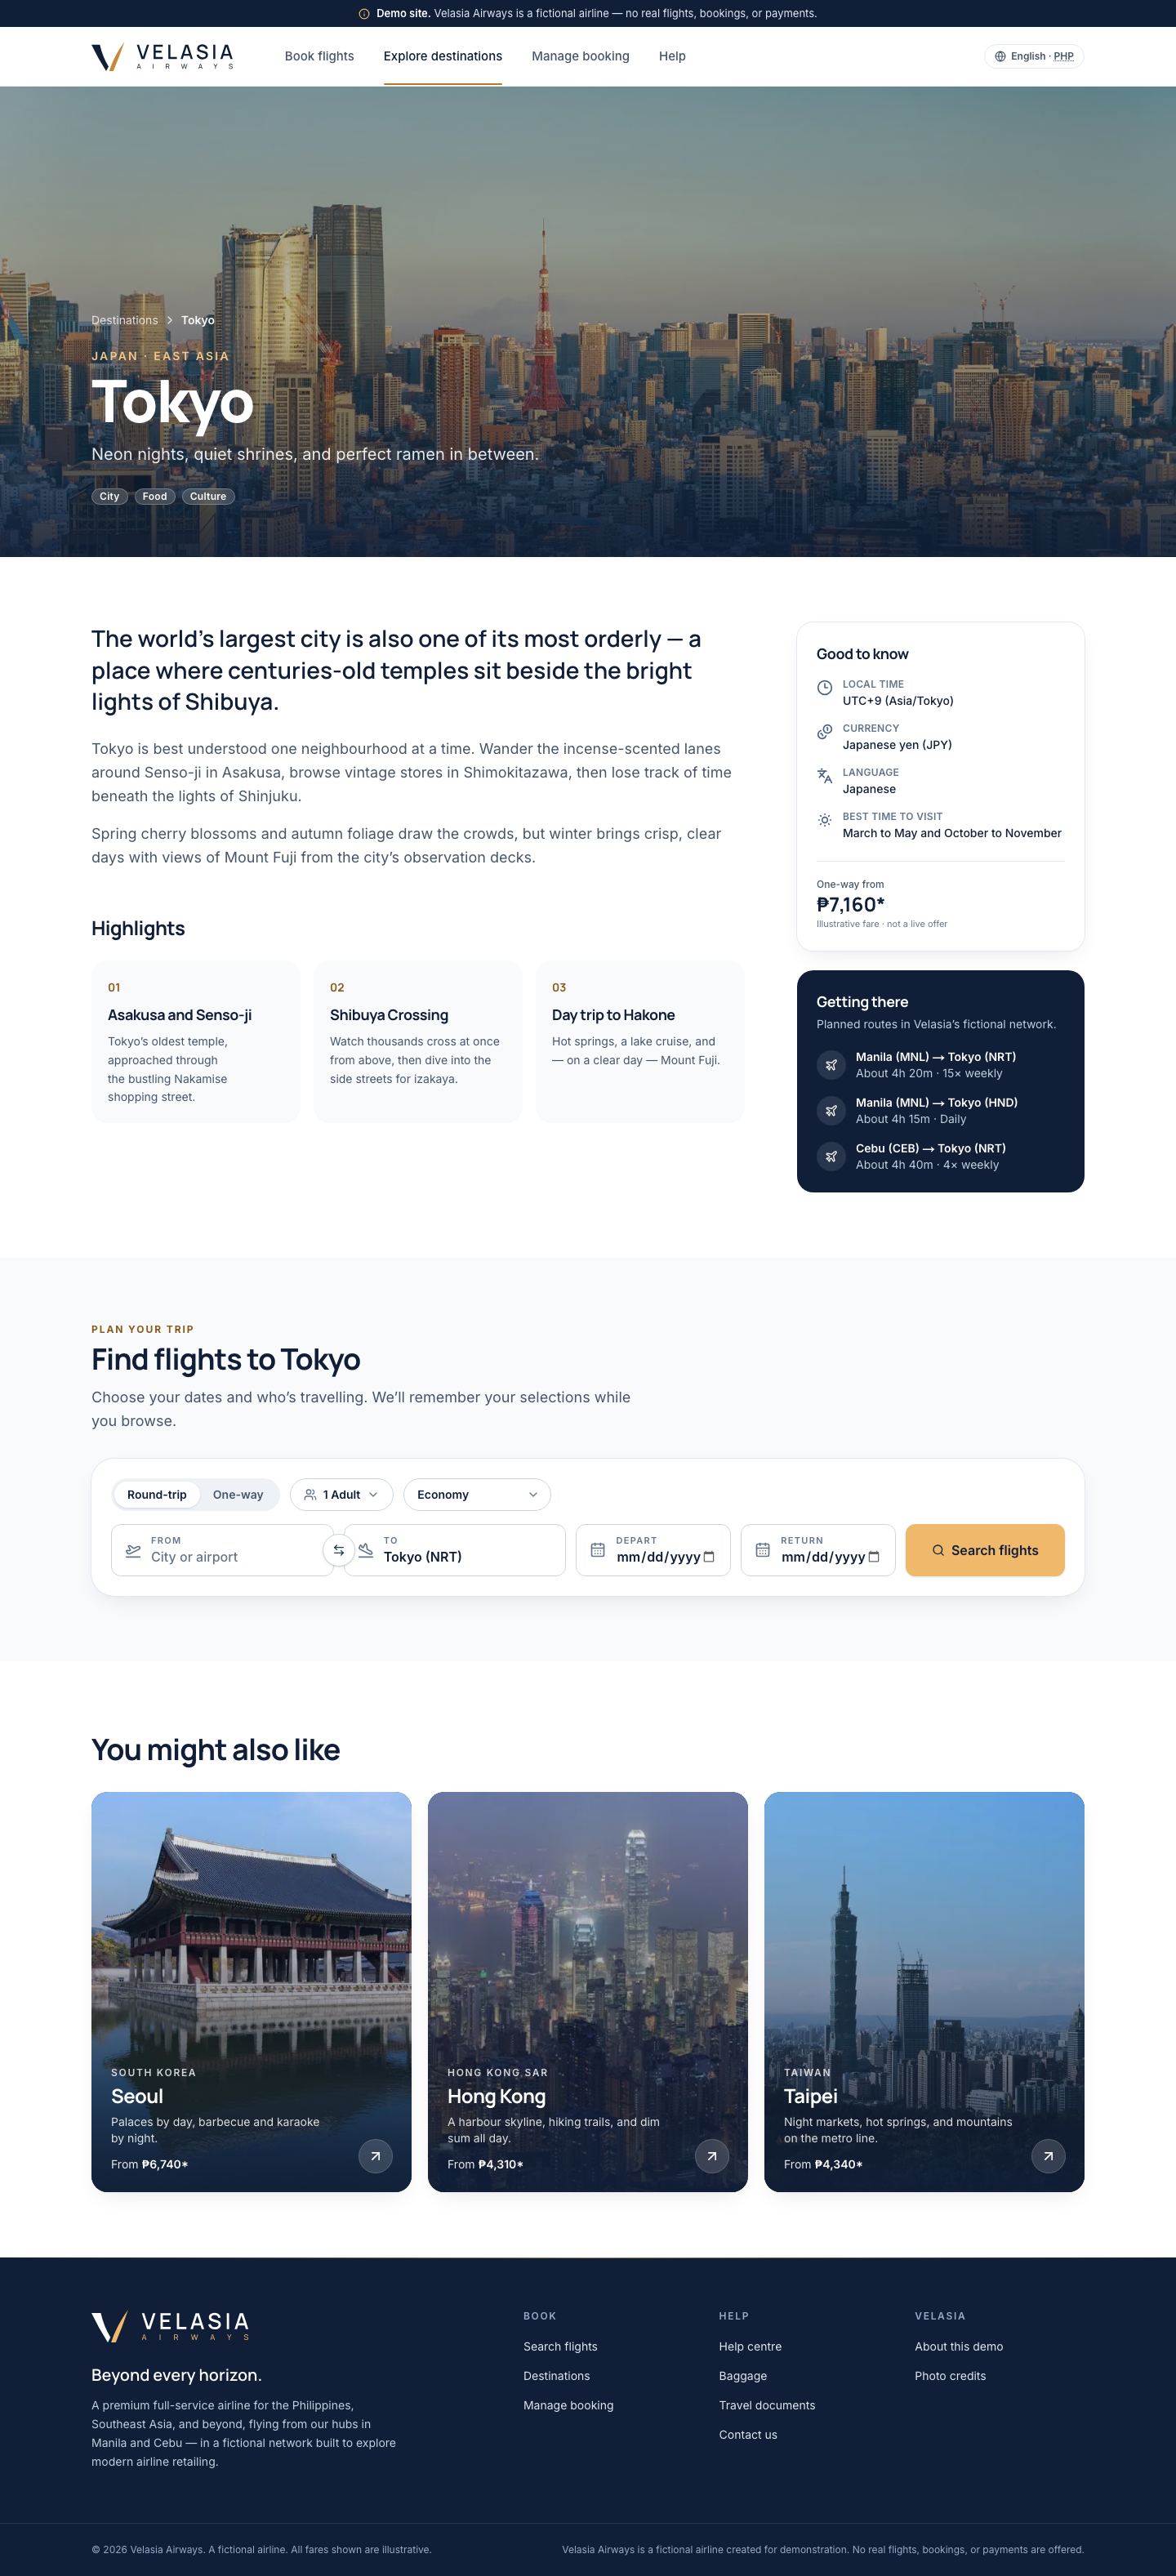 Demo site. Velasia Airways is a fictional airline — no real flights, bookings, or payments.
VELASIA
AIRWAYS
Book flights
Explore destinations
Manage booking
Help
English · PHP
Destinations > Tokyo
JAPAN · EAST ASIA
Tokyo
Neon nights, quiet shrines, and perfect ramen in between.
City
Food
Culture
The world’s largest city is also one of its most orderly — a
place where centuries-old temples sit beside the bright
lights of Shibuya.
Tokyo is best understood one neighbourhood at a time. Wander the incense-scented lanes
around Senso-ji in Asakusa, browse vintage stores in Shimokitazawa, then lose track of time
beneath the lights of Shinjuku.
Spring cherry blossoms and autumn foliage draw the crowds, but winter brings crisp, clear
days with views of Mount Fuji from the city’s observation decks.
Highlights
01
Asakusa and Senso-ji
Tokyo’s oldest temple,
approached through
the bustling Nakamise
shopping street.
02
Shibuya Crossing
Watch thousands cross at once
from above, then dive into the
side streets for izakaya.
03
Day trip to Hakone
Hot springs, a lake cruise, and
— on a clear day — Mount Fuji.
Good to know
LOCAL TIME
UTC+9 (Asia/Tokyo)
CURRENCY
Japanese yen (JPY)
LANGUAGE
Japanese
BEST TIME TO VISIT
March to May and October to November
One-way from
₱7,160*
Illustrative fare · not a live offer
Getting there
Planned routes in Velasia’s fictional network.
Manila (MNL) → Tokyo (NRT)
About 4h 20m · 15× weekly
Manila (MNL) → Tokyo (HND)
About 4h 15m · Daily
Cebu (CEB) → Tokyo (NRT)
About 4h 40m · 4× weekly
PLAN YOUR TRIP
Find flights to Tokyo
Choose your dates and who’s travelling. We’ll remember your selections while
you browse.
Round-trip
One-way
1 Adult
Economy
FROM
City or airport
TO
Tokyo (NRT)
DEPART
mm/dd/yyyy
RETURN
mm/dd/yyyy
Search flights
You might also like
SOUTH KOREA
Seoul
Palaces by day, barbecue and karaoke
by night.
From ₱6,740*
HONG KONG SAR
Hong Kong
A harbour skyline, hiking trails, and dim
sum all day.
From ₱4,310*
TAIWAN
Taipei
Night markets, hot springs, and mountains
on the metro line.
From ₱4,340*
VELASIA
AIRWAYS
Beyond every horizon.
A premium full-service airline for the Philippines,
Southeast Asia, and beyond, flying from our hubs in
Manila and Cebu — in a fictional network built to explore
modern airline retailing.
BOOK
Search flights
Destinations
Manage booking
HELP
Help centre
Baggage
Travel documents
Contact us
VELASIA
About this demo
Photo credits
© 2026 Velasia Airways. A fictional airline. All fares shown are illustrative.
Velasia Airways is a fictional airline created for demonstration. No real flights, bookings, or payments are offered.